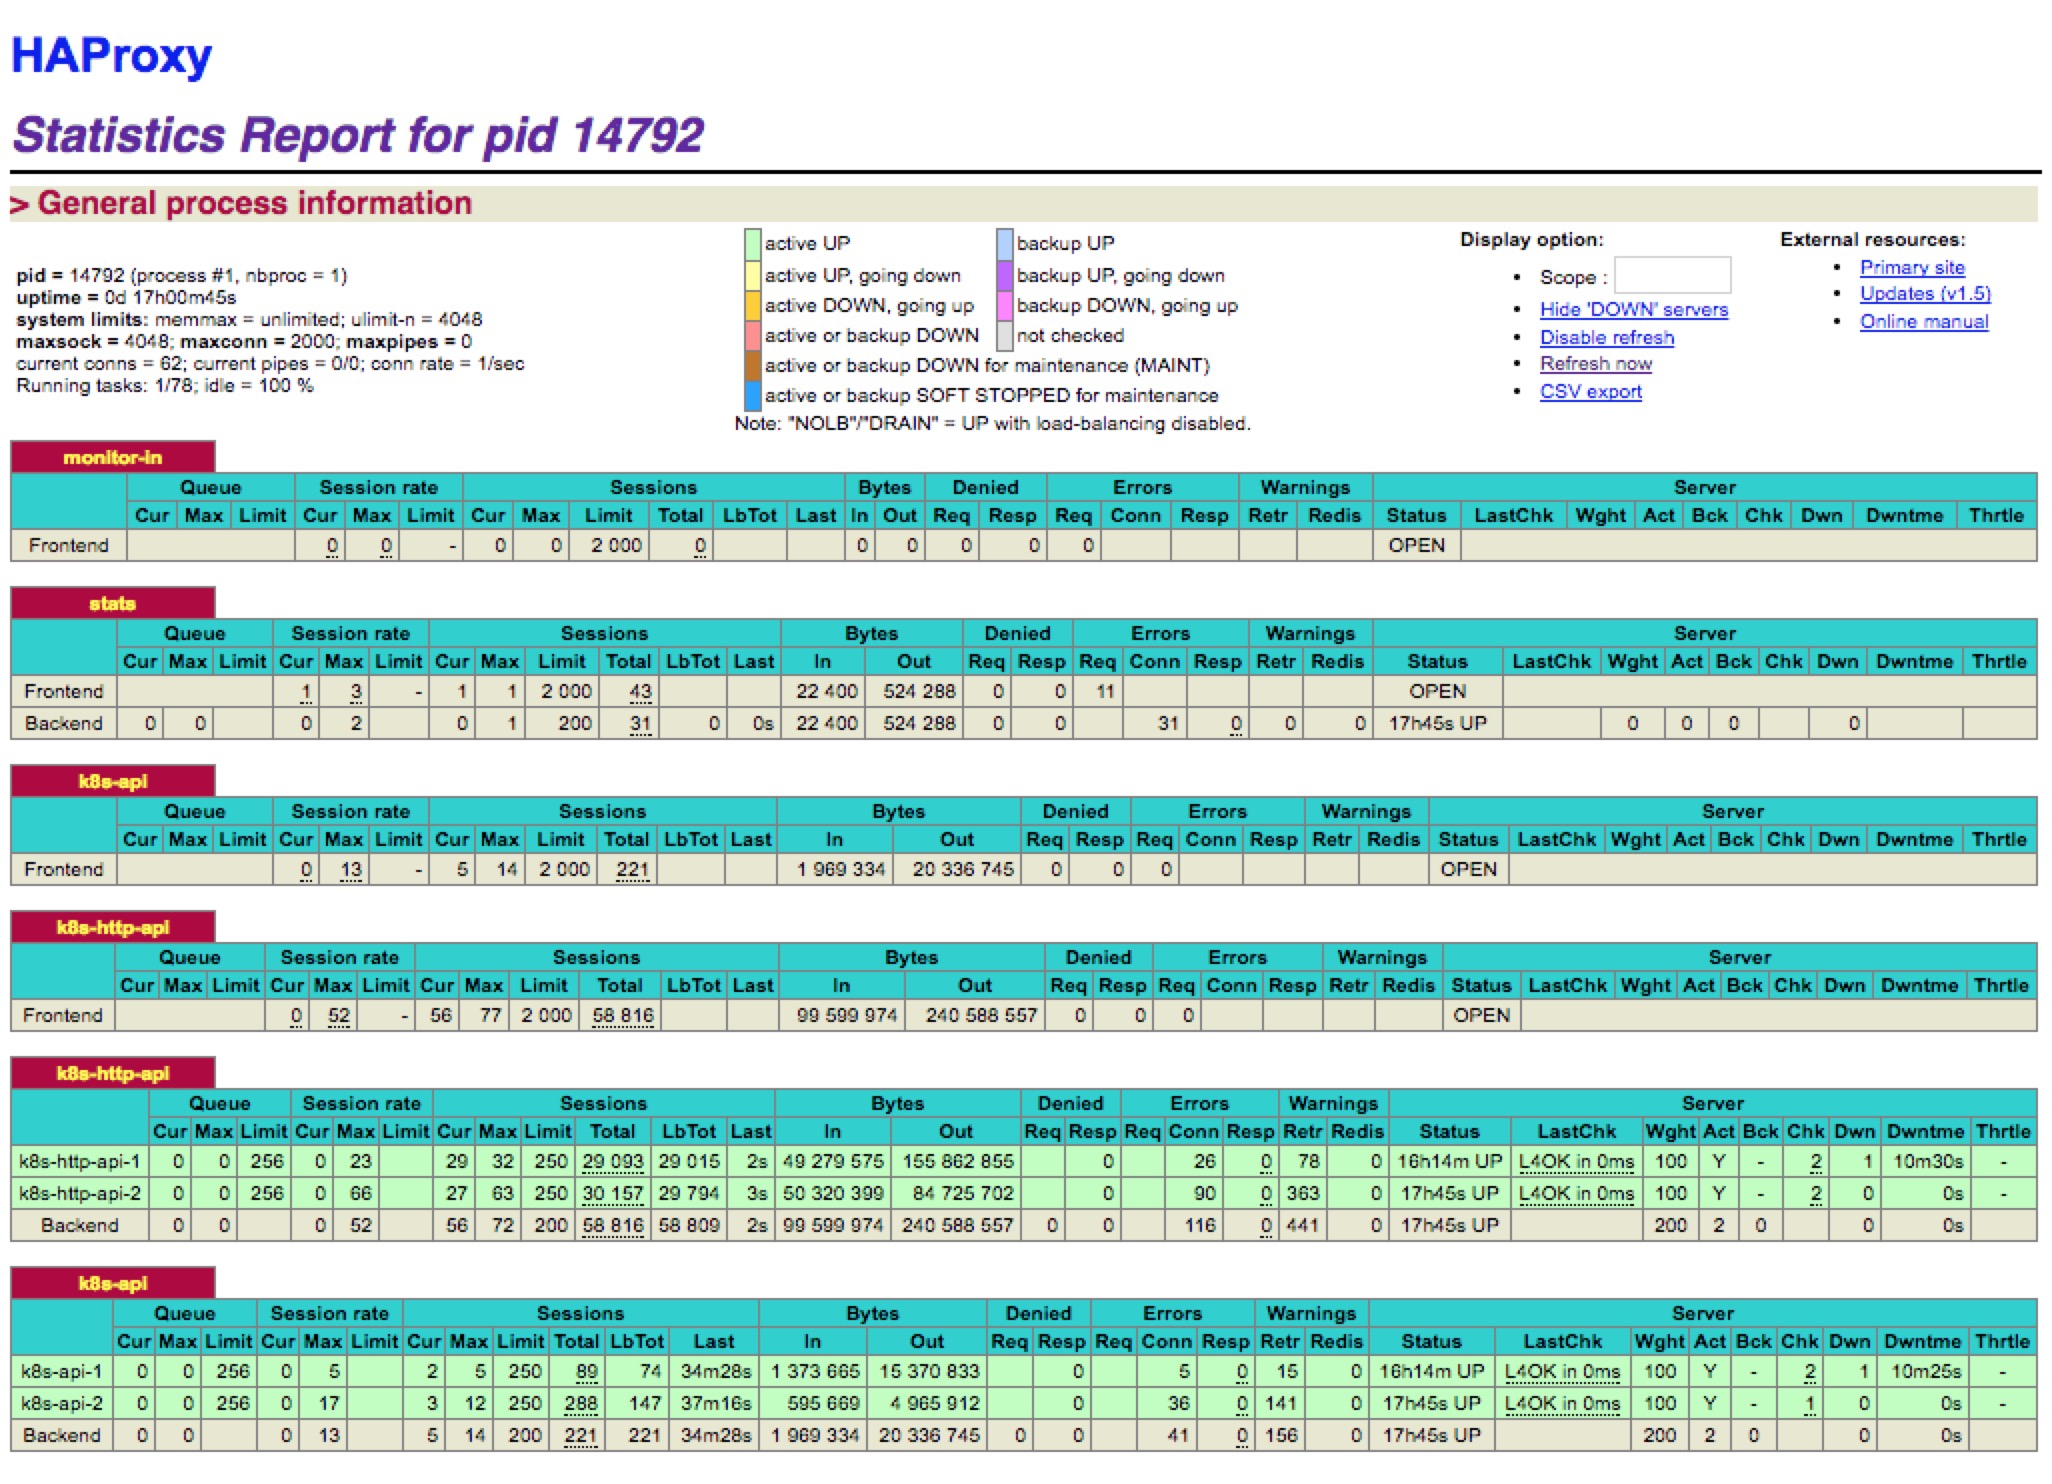 HAProxy
Statistics Report for pid 14792
> General process information
pid = 14792 (process #1, nbproc = 1)
uptime = 0d 17h00m45s
system limits: memmax = unlimited; ulimit-n = 4048
maxsock = 4048; maxconn = 2000; maxpipes = 0
current conns = 62; current pipes = 0/0; conn rate = 1/sec
Running tasks: 1/78; idle = 100 %
active UP backup UP
active UP, going down backup UP, going down
active DOWN, going up backup DOWN, going up
active or backup DOWN not checked
active or backup DOWN for maintenance (MAINT)
active or backup SOFT STOPPED for maintenance
Note: "NOLB"/"DRAIN" = UP with load-balancing disabled.
Display option:
• Scope :
• Hide 'DOWN' servers
• Disable refresh
• Refresh now
• CSV export
External resources:
• Primary site
• Updates (v1.5)
• Online manual
monitor-in
Queue Session rate Sessions Bytes Denied Errors Warnings Server
Cur Max Limit Cur Max Limit Cur Max Limit Total LbTot Last In Out Req Resp Req Conn Resp Retr Redis Status LastChk Wght Act Bck Chk Dwn Dwntme Thrtle
Frontend 0 0 - 0 0 2 000 0 0 0 0 0 0 OPEN
stats
Queue Session rate Sessions Bytes Denied Errors Warnings Server
Cur Max Limit Cur Max Limit Cur Max Limit Total LbTot Last In Out Req Resp Req Conn Resp Retr Redis Status LastChk Wght Act Bck Chk Dwn Dwntme Thrtle
Frontend 1 3 - 1 1 2 000 43 22 400 524 288 0 0 11 OPEN
Backend 0 0 0 2 0 1 200 31 0 0s 22 400 524 288 0 0 31 0 0 0 17h45s UP 0 0 0 0
k8s-api
Queue Session rate Sessions Bytes Denied Errors Warnings Server
Cur Max Limit Cur Max Limit Cur Max Limit Total LbTot Last In Out Req Resp Req Conn Resp Retr Redis Status LastChk Wght Act Bck Chk Dwn Dwntme Thrtle
Frontend 0 13 - 5 14 2 000 221 1 969 334 20 336 745 0 0 0 OPEN
k8s-http-api
Queue Session rate Sessions Bytes Denied Errors Warnings Server
Cur Max Limit Cur Max Limit Cur Max Limit Total LbTot Last In Out Req Resp Req Conn Resp Retr Redis Status LastChk Wght Act Bck Chk Dwn Dwntme Thrtle
Frontend 0 52 - 56 77 2 000 58 816 99 599 974 240 588 557 0 0 0 OPEN
k8s-http-api
Queue Session rate Sessions Bytes Denied Errors Warnings Server
Cur Max Limit Cur Max Limit Cur Max Limit Total LbTot Last In Out Req Resp Req Conn Resp Retr Redis Status LastChk Wght Act Bck Chk Dwn Dwntme Thrtle
k8s-http-api-1 0 0 256 0 23 29 32 250 29 093 29 015 2s 49 279 575 155 862 855 0 26 0 78 0 16h14m UP L4OK in 0ms 100 Y - 2 1 10m30s -
k8s-http-api-2 0 0 256 0 66 27 63 250 30 157 29 794 3s 50 320 399 84 725 702 0 90 0 363 0 17h45s UP L4OK in 0ms 100 Y - 2 0 0s -
Backend 0 0 0 52 56 72 200 58 816 58 809 2s 99 599 974 240 588 557 0 0 116 0 441 0 17h45s UP 200 2 0 0 0s
k8s-api
Queue Session rate Sessions Bytes Denied Errors Warnings Server
Cur Max Limit Cur Max Limit Cur Max Limit Total LbTot Last In Out Req Resp Req Conn Resp Retr Redis Status LastChk Wght Act Bck Chk Dwn Dwntme Thrtle
k8s-api-1 0 0 256 0 5 2 5 250 89 74 34m28s 1 373 665 15 370 833 0 5 0 15 0 16h14m UP L4OK in 0ms 100 Y - 2 1 10m25s -
k8s-api-2 0 0 256 0 17 3 12 250 288 147 37m16s 595 669 4 965 912 0 36 0 141 0 17h45s UP L4OK in 0ms 100 Y - 1 0 0s -
Backend 0 0 0 13 5 14 200 221 221 34m28s 1 969 334 20 336 745 0 0 41 0 156 0 17h45s UP 200 2 0 0 0s